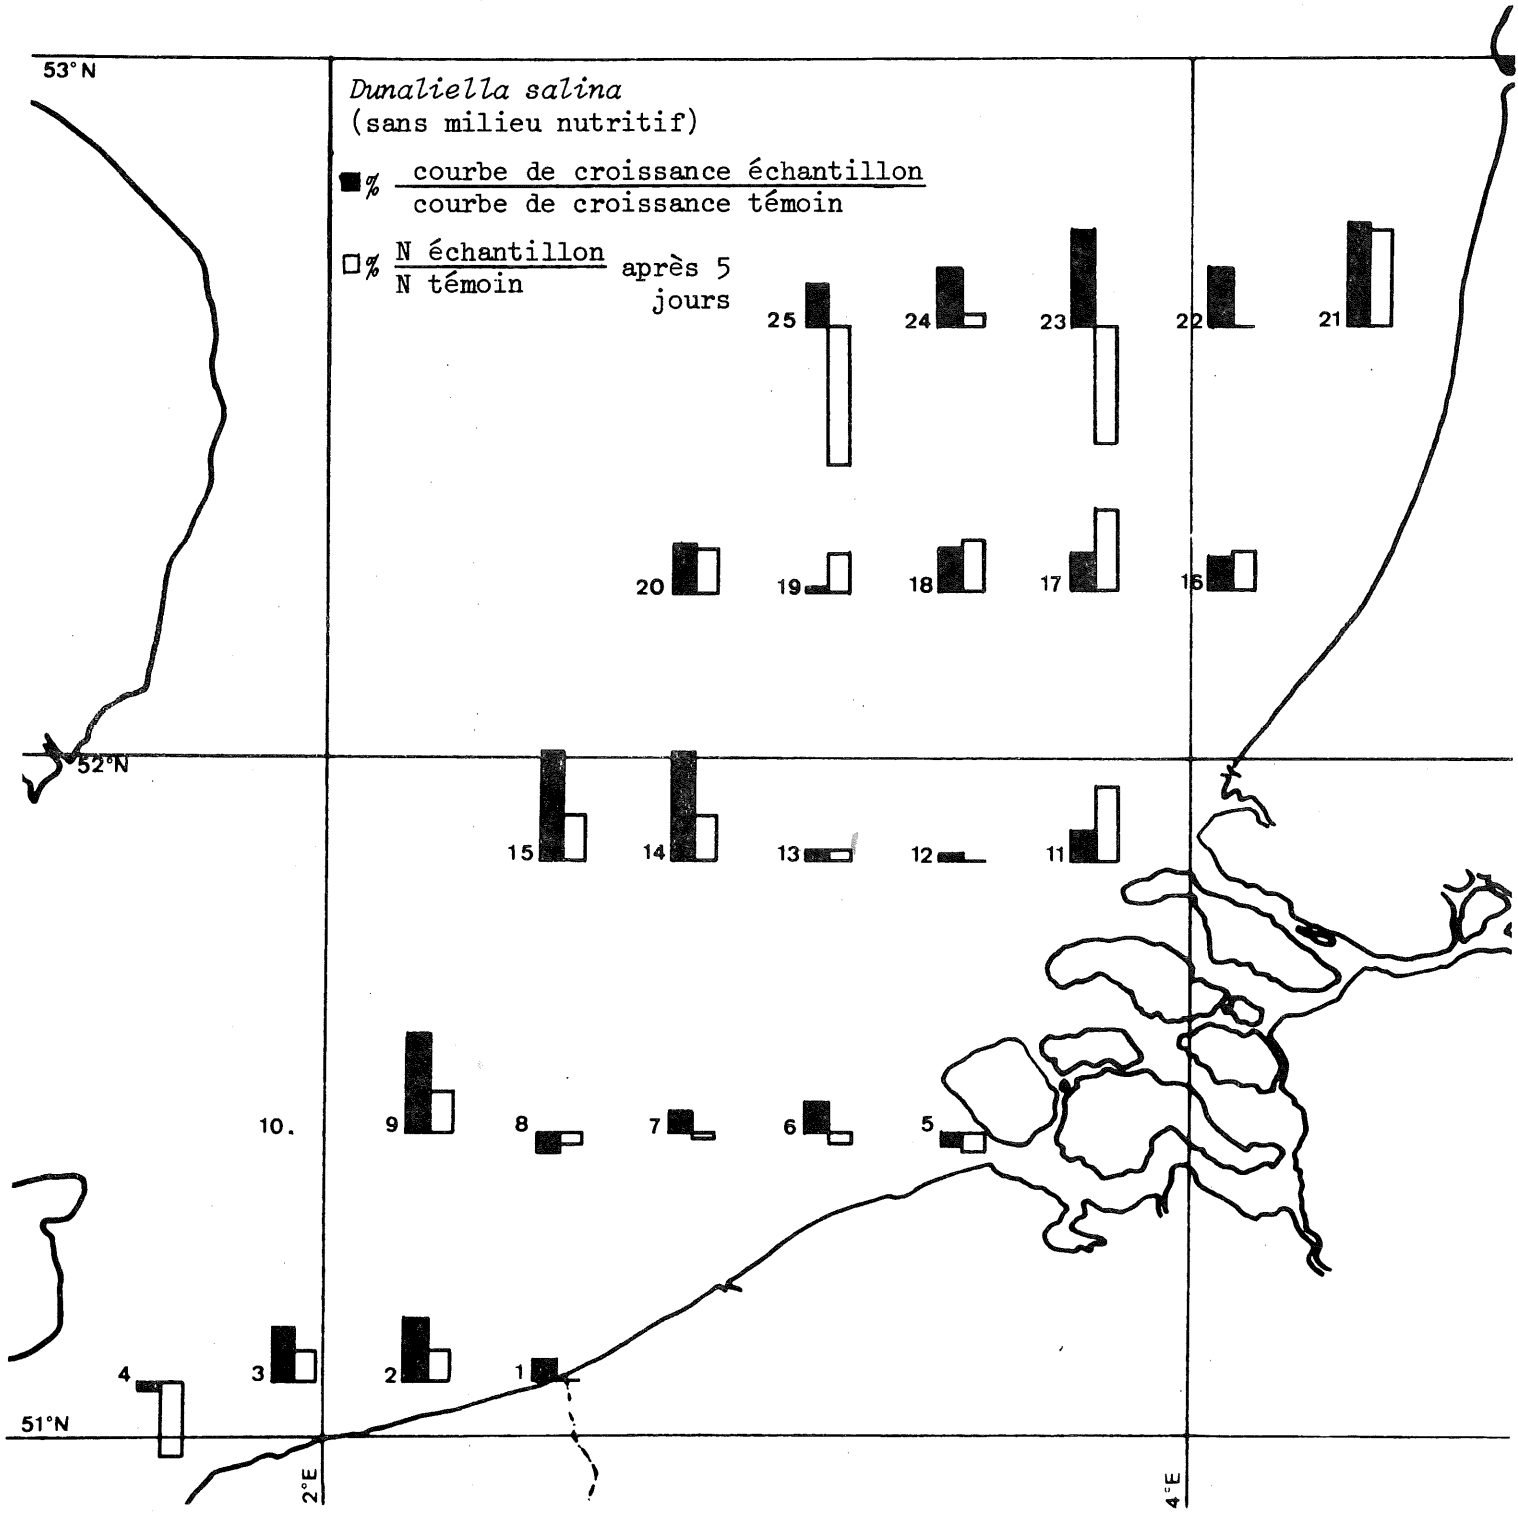 53°N
Dunaliella salina
(sans milieu nutritif)
% courbe de croissance échantillon
courbe de croissance témoin
% N échantillon
N témoin
après 5
jours
25 24 23 22 21
20 19 18 17 16
52°N
15 14 13 12 11
10. 9 8 7 6 5
4 3 2 1
51°N
2°E
4°E